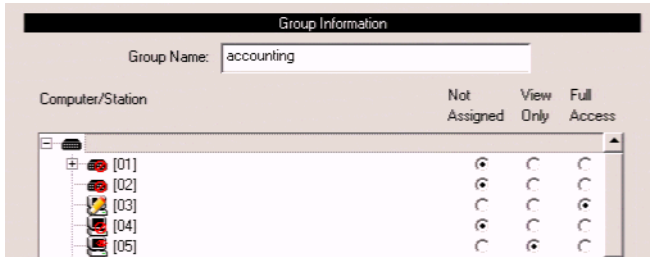 Group Information
Group Name: accounting
Computer/Station Not Assigned View Only Full Access
[01]
[02]
[03]
[04]
[05]